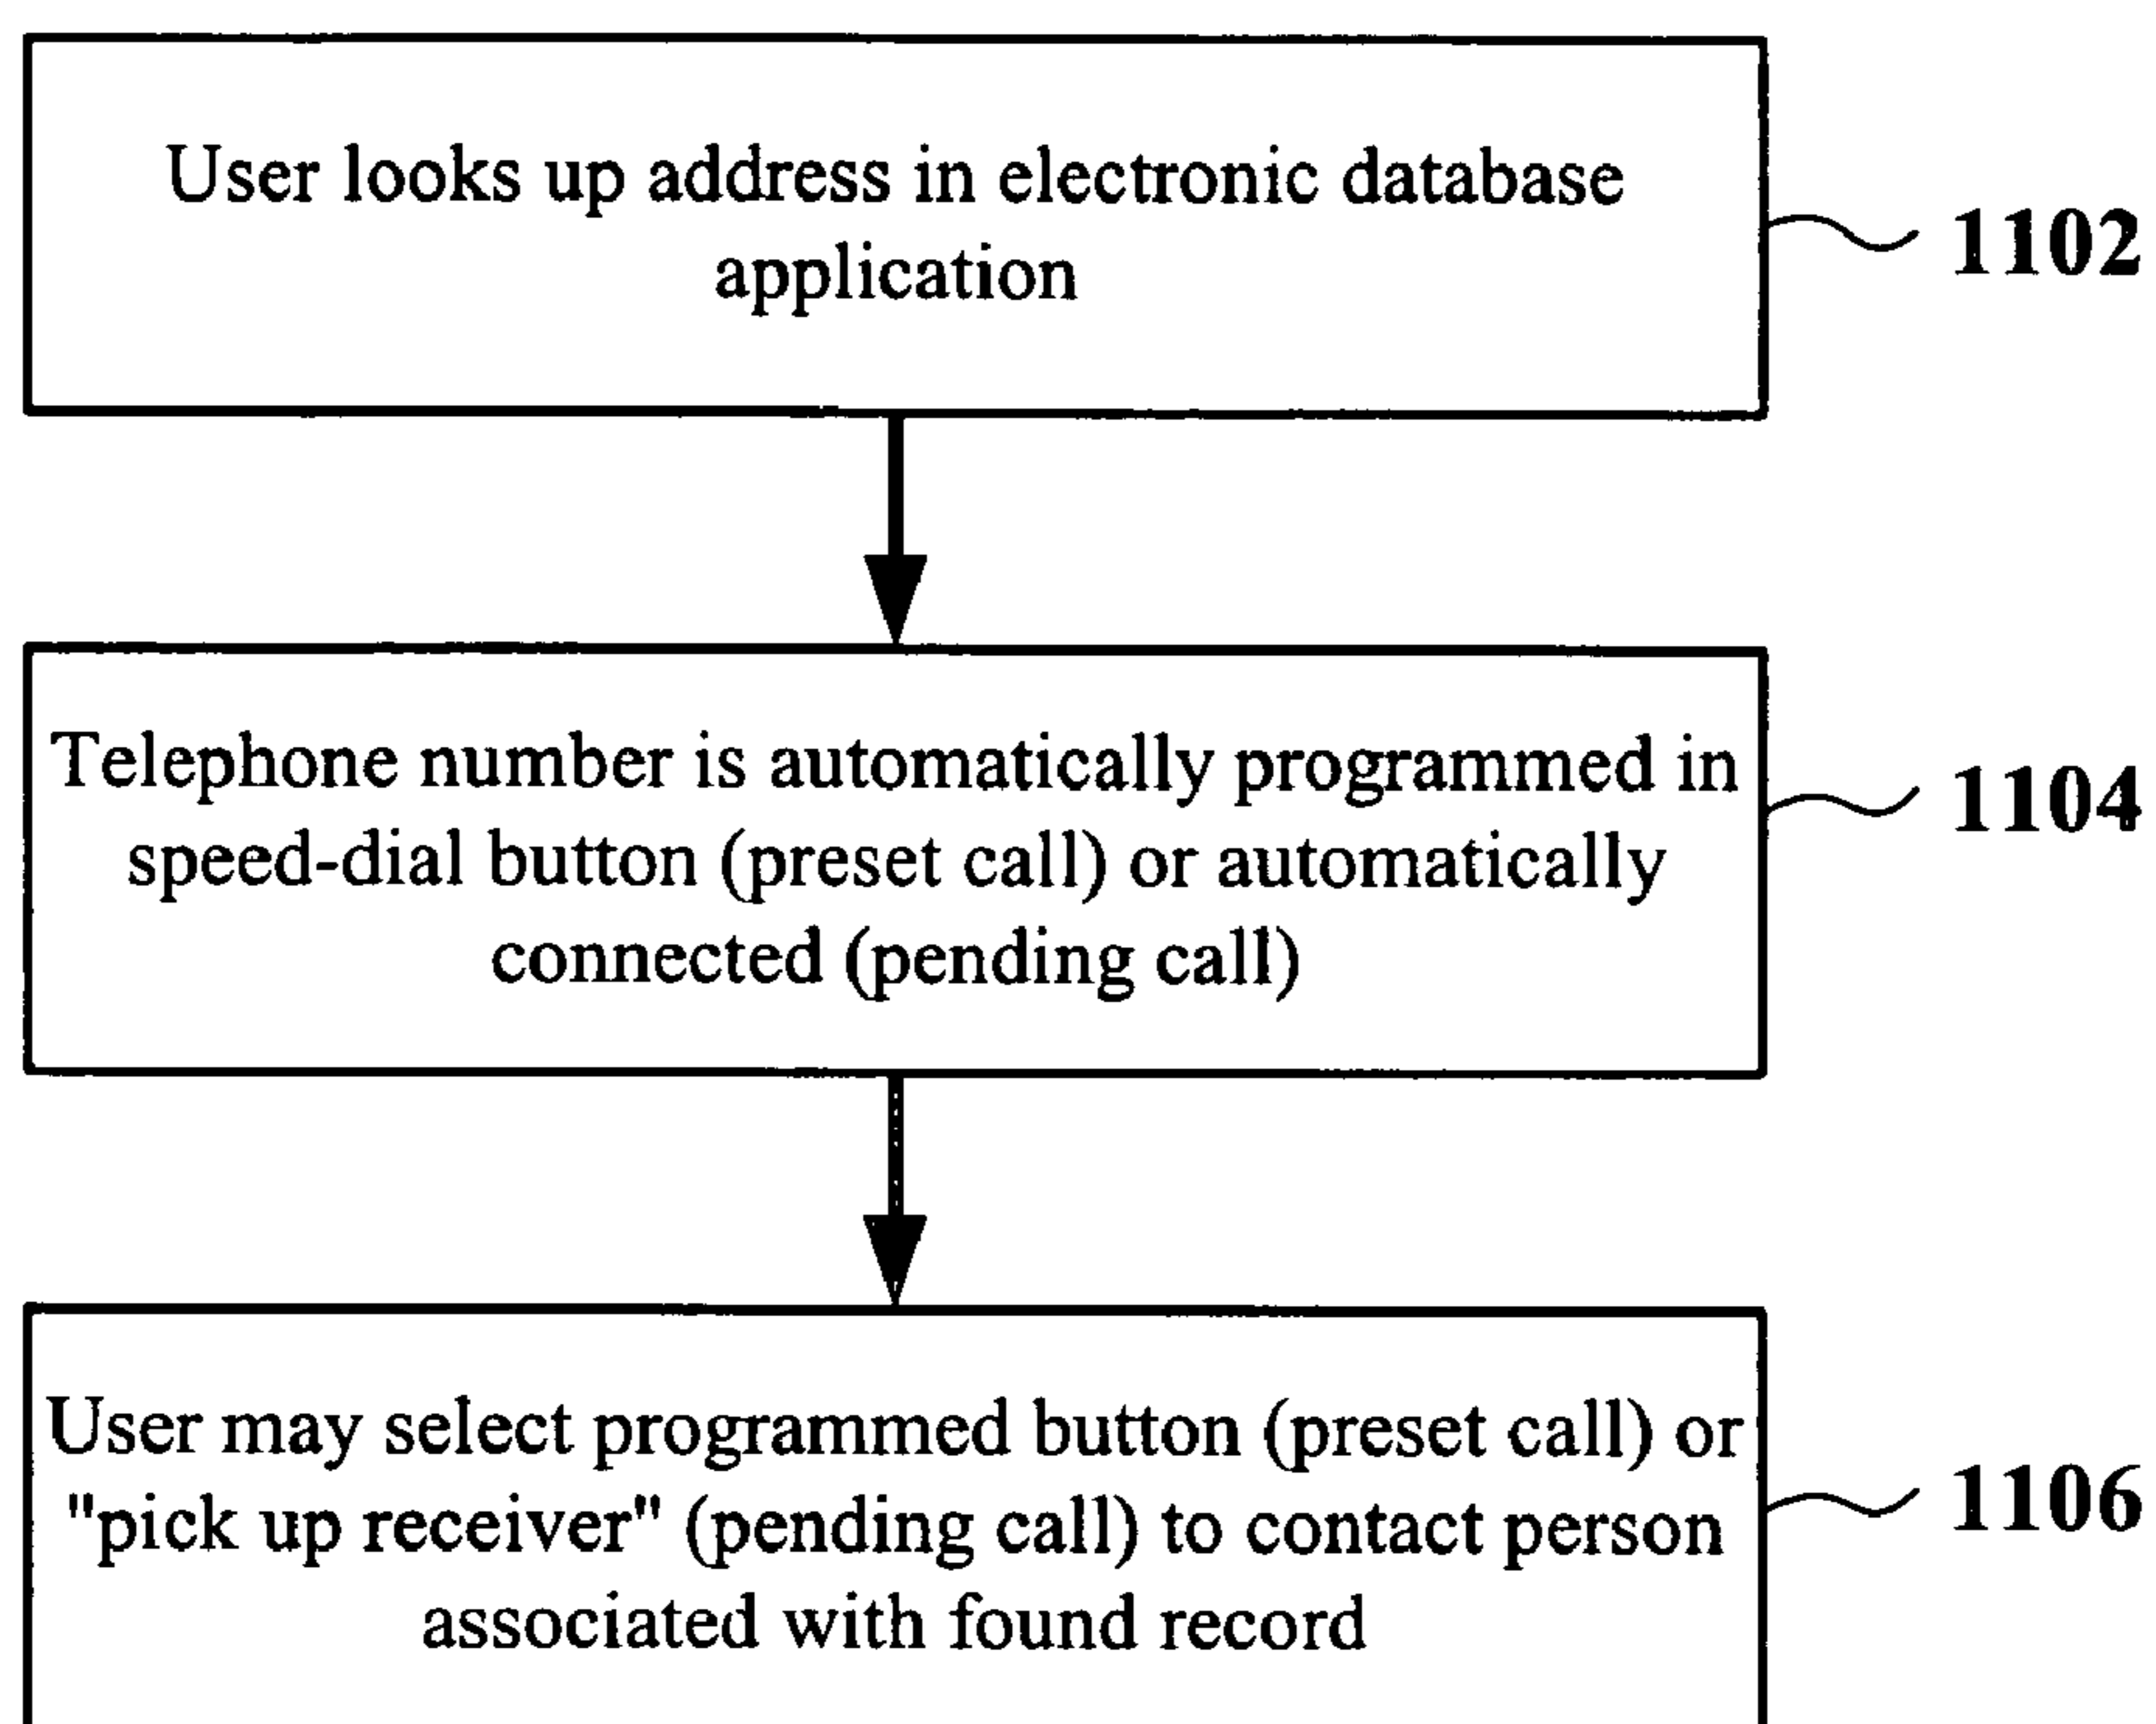 User looks up address in electronic database
application
1102
Telephone number is automatically programmed in
speed-dial button (preset call) or automatically
connected (pending call)
1104
User may select programmed button (preset call) or
"pick up receiver" (pending call) to contact person
associated with found record
1106